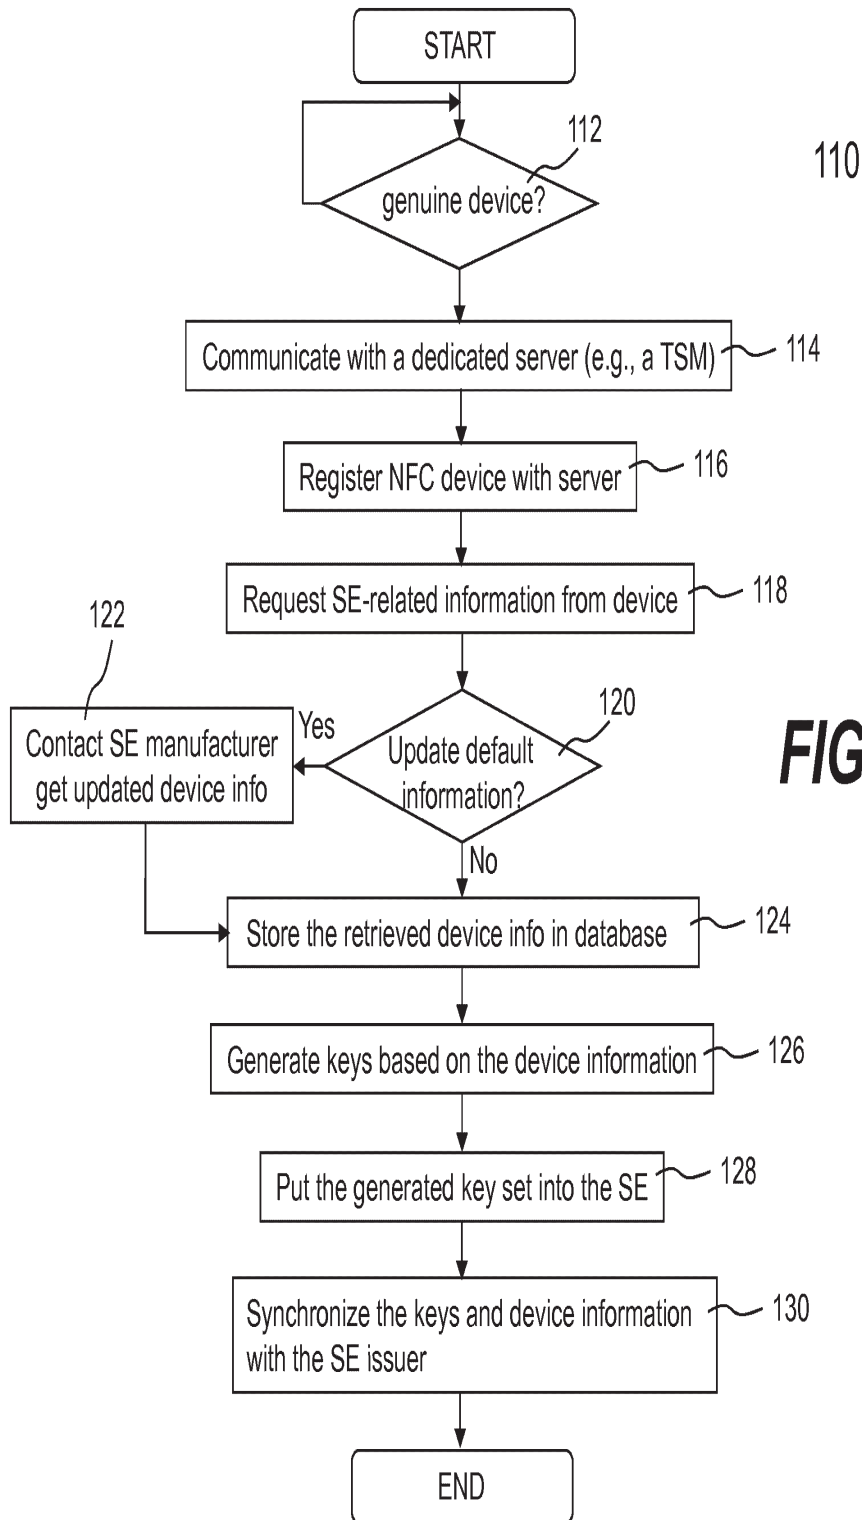 START
112
110
genuine device?
Communicate with a dedicated server (e.g., a TSM)
114
Register NFC device with server
116
Request SE-related information from device
118
122
120
Yes
Contact SE manufacturer
get updated device info
Update default
information?
FIG
No
Store the retrieved device info in database
124
Generate keys based on the device information
126
Put the generated key set into the SE
128
Synchronize the keys and device information
with the SE issuer
130
END